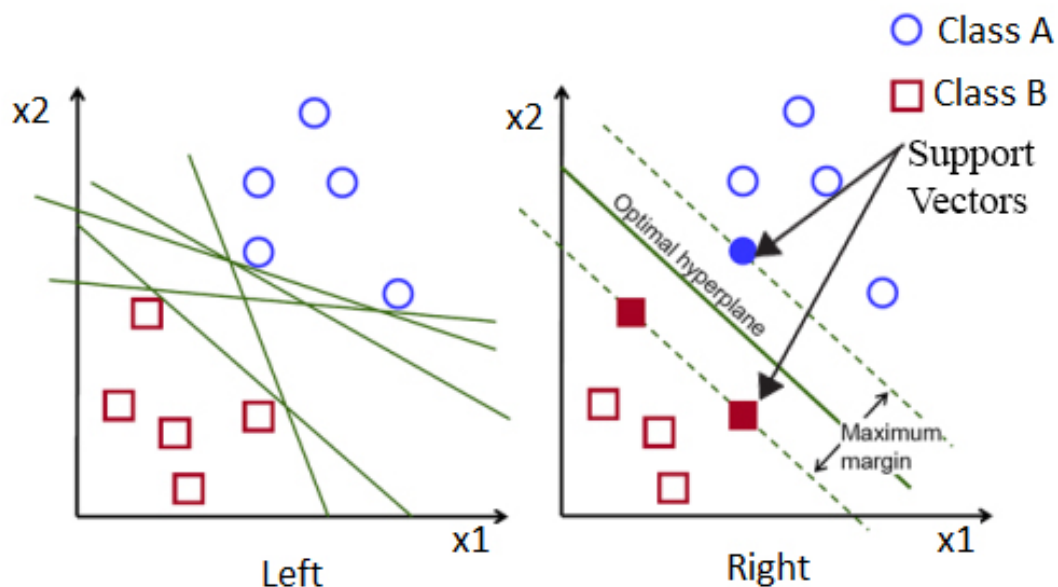 Class A
Class B
x2
x1
Left
x2
Support
Vectors
Optimal hyperplane
Maximum
margin
x1
Right